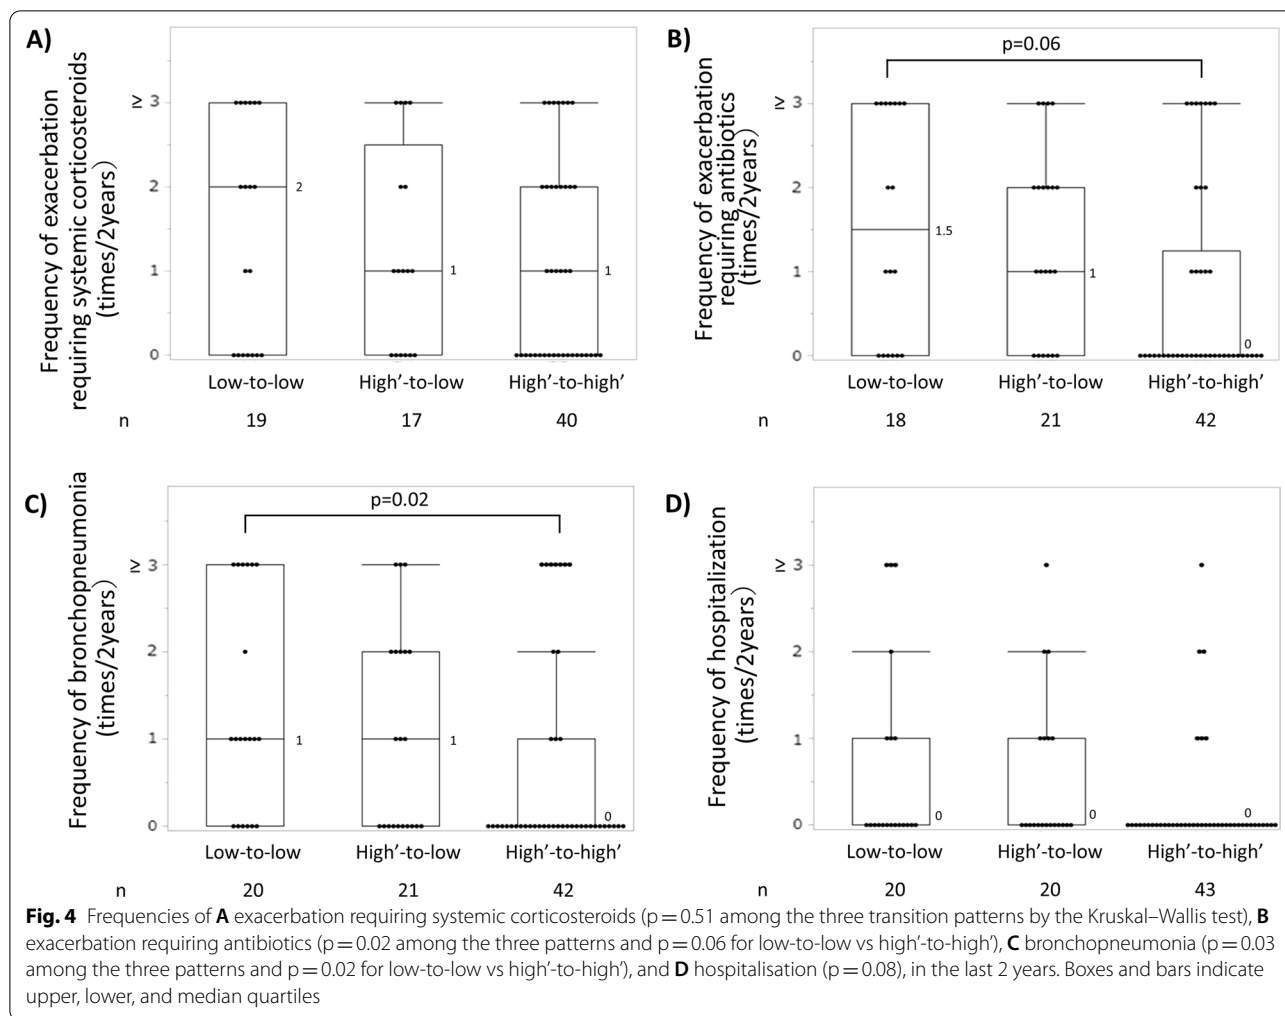 A)
Frequency of exacerbation
requiring systemic corticosteroids
(times/2years)
≥ 3
2
1
0
2
1
1
Low-to-low High'-to-low High'-to-high'
n 19 17 40
B)
Frequency of exacerbation
requiring antibiotics
(times/2years)
p=0.06
≥ 3
2
1
0
1.5
1
0
Low-to-low High'-to-low High'-to-high'
n 18 21 42
C)
Frequency of bronchopneumonia
(times/2years)
p=0.02
≥ 3
2
1
0
1
1
0
Low-to-low High'-to-low High'-to-high'
n 20 21 42
D)
Frequency of hospitalization
(times/2years)
≥ 3
2
1
0
0
0
0
Low-to-low High'-to-low High'-to-high'
n 20 20 43
Fig. 4 Frequencies of A exacerbation requiring systemic corticosteroids (p = 0.51 among the three transition patterns by the Kruskal–Wallis test), B
exacerbation requiring antibiotics (p = 0.02 among the three patterns and p = 0.06 for low-to-low vs high'-to-high'), C bronchopneumonia (p = 0.03
among the three patterns and p = 0.02 for low-to-low vs high'-to-high'), and D hospitalisation (p = 0.08), in the last 2 years. Boxes and bars indicate
upper, lower, and median quartiles